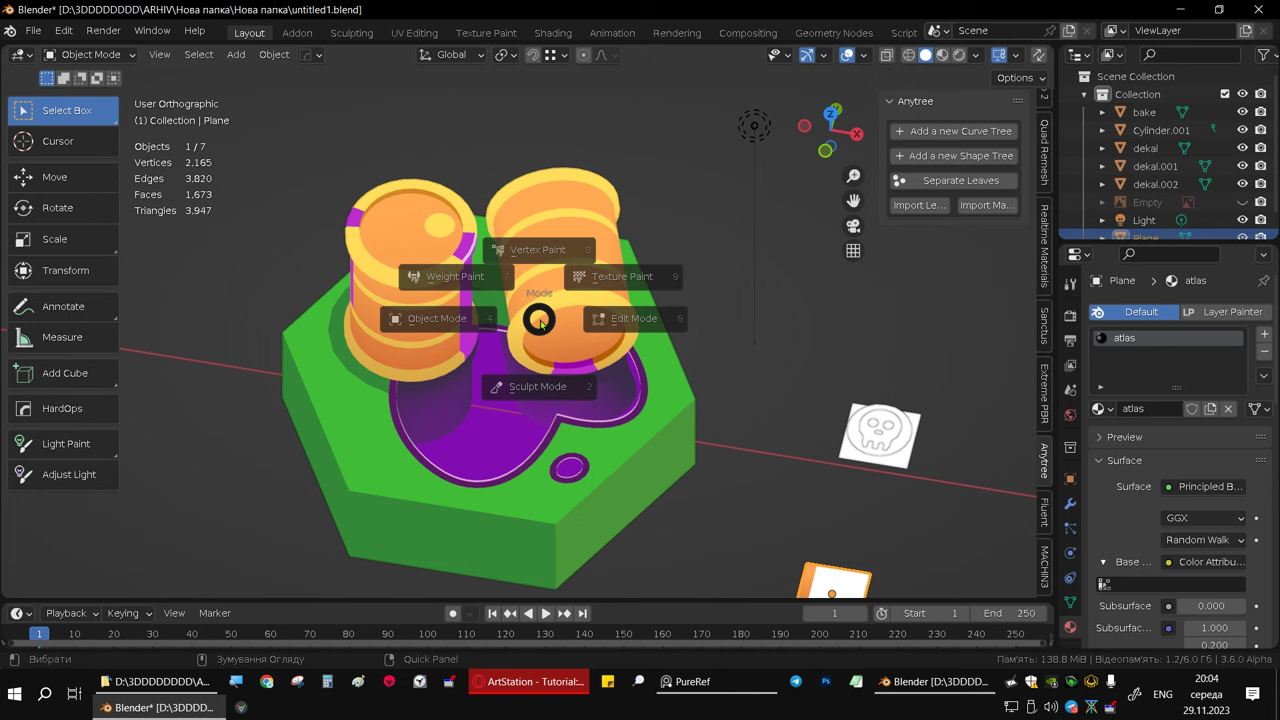 Blender* [D:\3DDDDDDDD\ARHIV\Нова папка\Нова папка\untitled1.blend]
File Edit Render Window Help Layout Addon Sculpting UV Editing Texture Paint Shading Animation Rendering Compositing Geometry Nodes Script Scene ViewLayer
Object Mode View Select Add Object Global
Options
Select Box
Cursor
Move
Rotate
Scale
Transform
Annotate
Measure
Add Cube
HardOps
Light Paint
Adjust Light
User Orthographic
(1) Collection | Plane
Objects 1 / 7
Vertices 2,165
Edges 3,820
Faces 1,673
Triangles 3,947
Vertex Paint 8
Weight Paint 7
Texture Paint 9
Mode
Object Mode 4
Edit Mode 6
Sculpt Mode 2
Z
X
Anytree
Add a new Curve Tree
Add a new Shape Tree
Separate Leaves
Import Le... Import Ma...
2
Quad Remesh
Realtime Materials
Sanctus
Extreme PBR
Anytree
Fluent
MACHIN3
Scene Collection
Collection
bake
Cylinder.001
dekal
dekal.001
dekal.002
Empty
Light
Plane
Plane atlas
Default LP Layer Painter
atlas
atlas
Preview
Surface
Surface Principled B...
GGX
Random Walk
Base ... Color Attribu...
Subsurface 0.000
Subsurfac... 1.000
0.200
Playback Keying View Marker 1 Start 1 End 250
1 10 20 30 40 50 60 70 80 90 100 110 120 130 140 150 160 170 180 190 200 210 220 230 240 250
Вибрати Зумування Огляду Quick Panel Пам'ять: 138.8 MiB | Відеопам'ять: 1.2/6.0 Гі | 3.6.0 Alpha
D:\3DDDDDDDD\A... ArtStation - Tutorial:... PureRef Blender [D:\3DDDD... ENG 20:04
середа
Blender* [D:\3DDDD... 29.11.2023